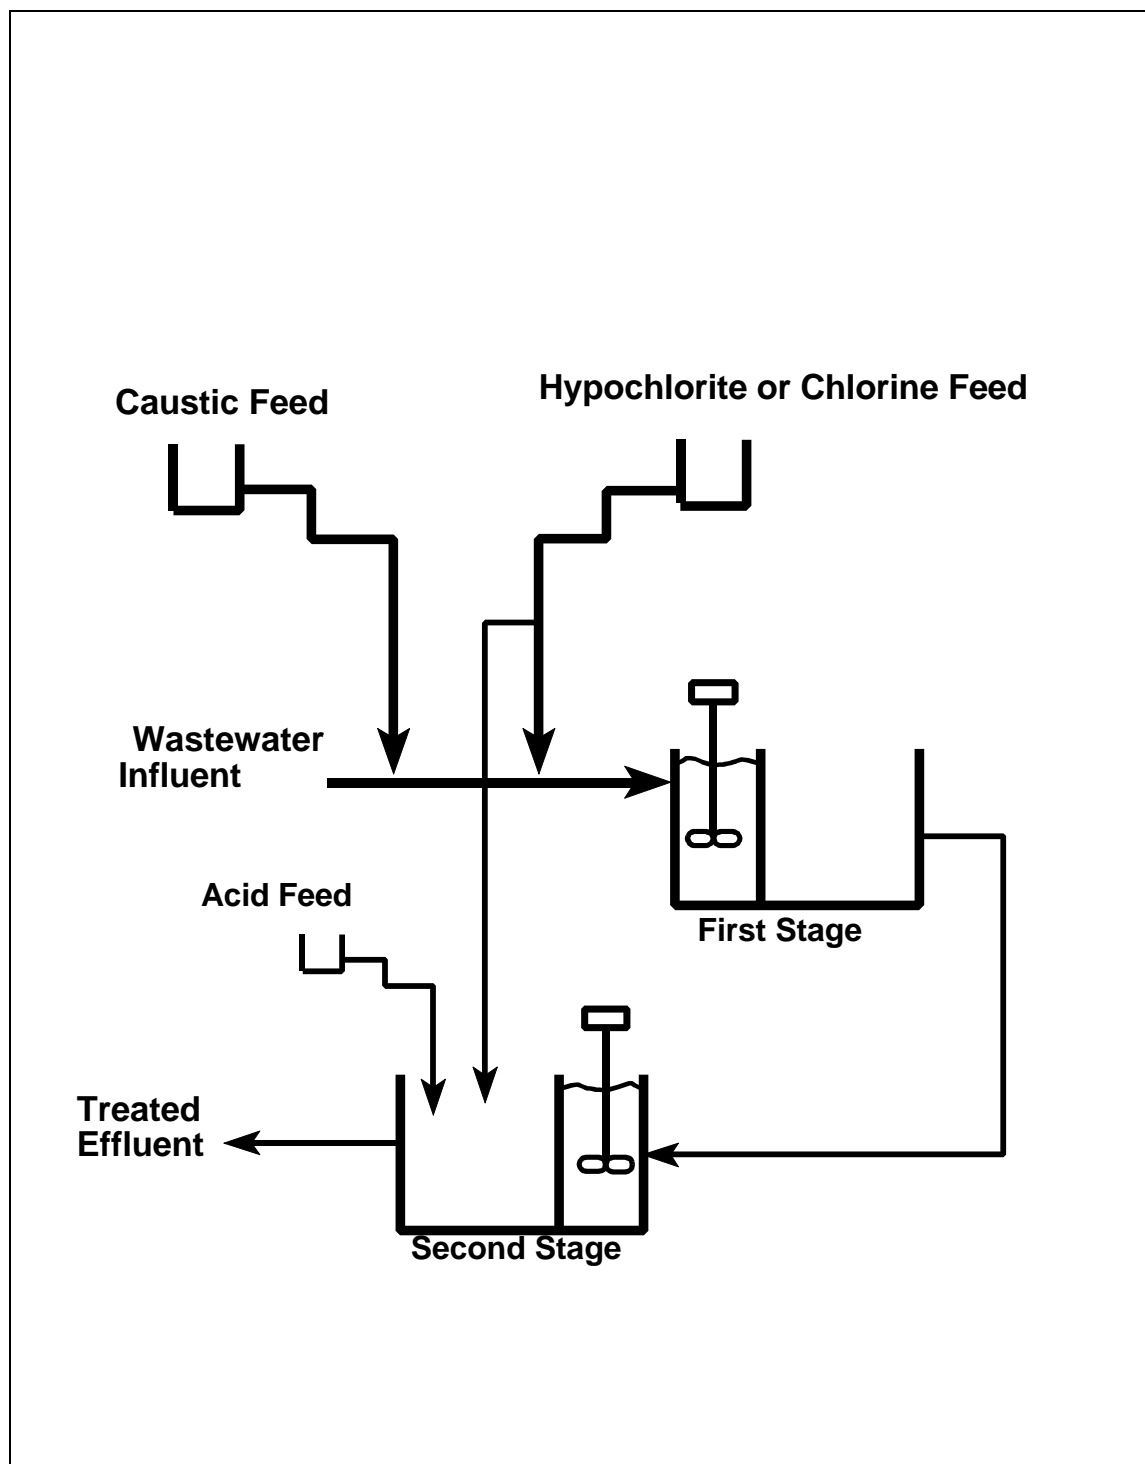 Caustic Feed
Hypochlorite or Chlorine Feed
Wastewater
Influent
Acid Feed
First Stage
Treated
Effluent
Second Stage